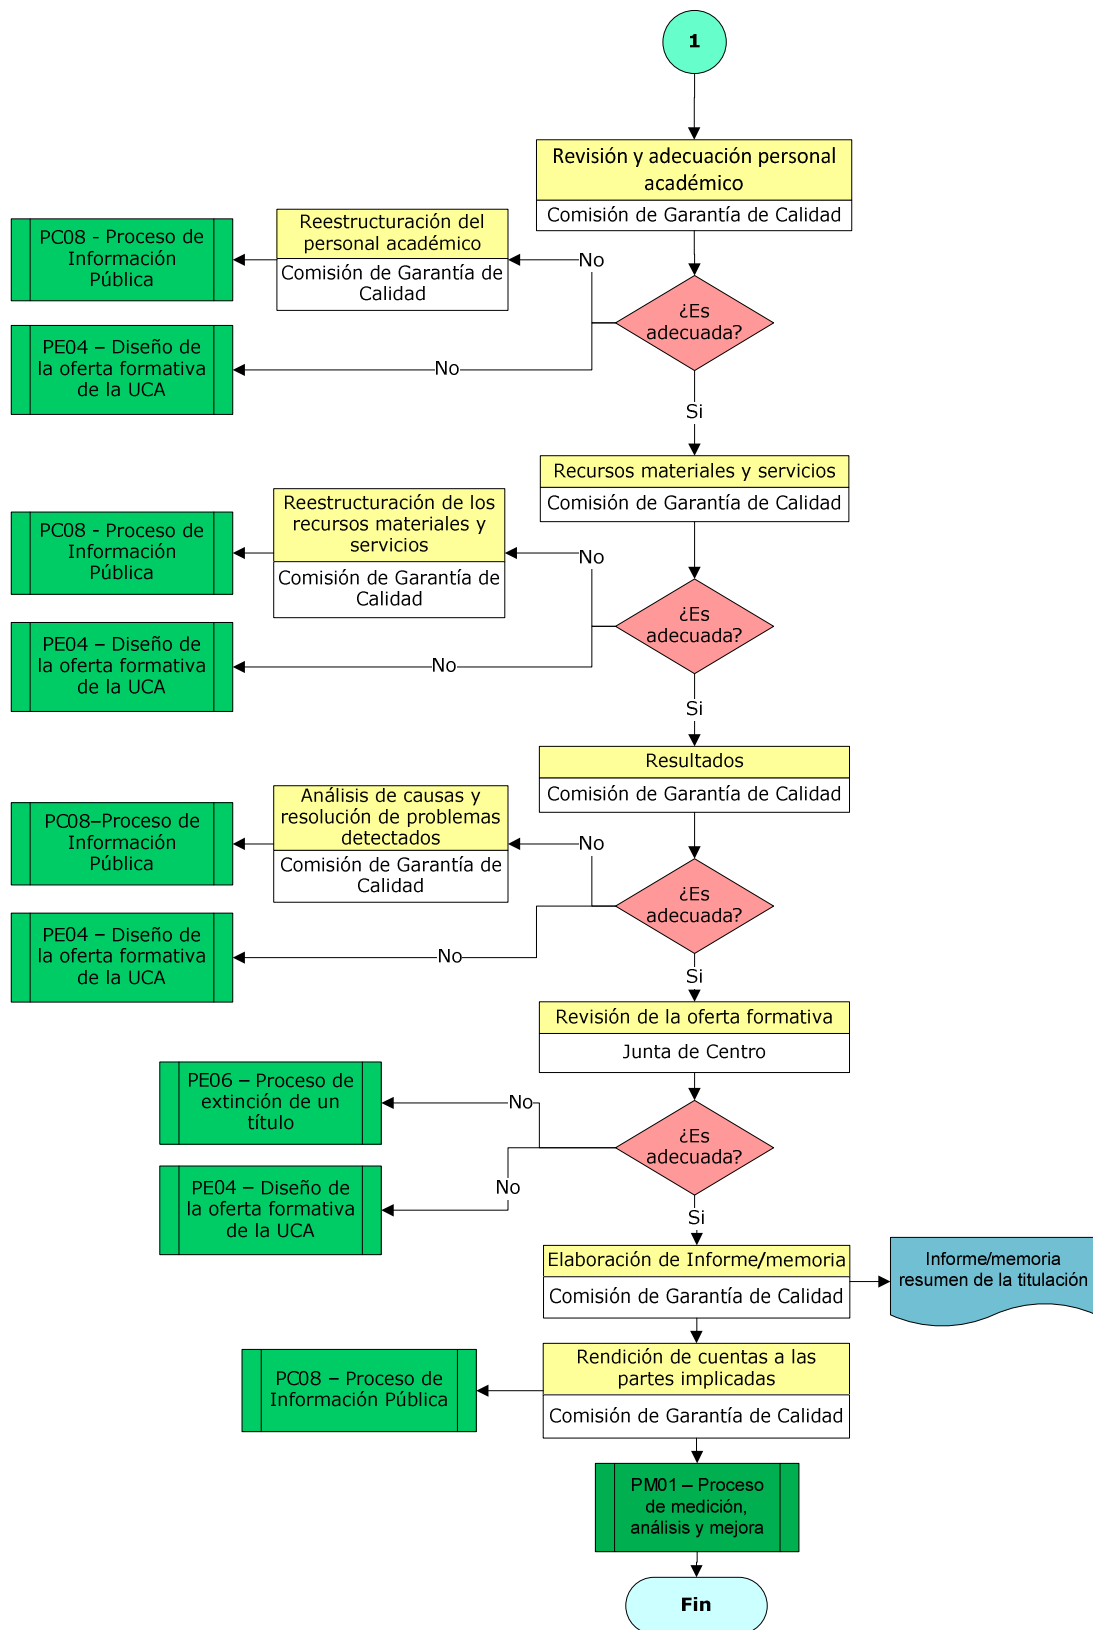 1
Revisión y adecuación personal
académico
Comisión de Garantía de Calidad
Reestructuración del
personal académico
Comisión de Garantía de
Calidad
PC08 - Proceso de
Información
Pública
No
¿Es
adecuada?
PE04 – Diseño de
la oferta formativa
de la UCA
No
Si
Recursos materiales y servicios
Comisión de Garantía de Calidad
Reestructuración de los
recursos materiales y
servicios
Comisión de Garantía de
Calidad
PC08 - Proceso de
Información
Pública
No
¿Es
adecuada?
PE04 – Diseño de
la oferta formativa
de la UCA
No
Si
Resultados
Comisión de Garantía de Calidad
Análisis de causas y
resolución de problemas
detectados
Comisión de Garantía de
Calidad
PC08–Proceso de
Información
Pública
No
¿Es
adecuada?
PE04 – Diseño de
la oferta formativa
de la UCA
No
Si
Revisión de la oferta formativa
Junta de Centro
PE06 – Proceso de
extinción de un
título
No
¿Es
adecuada?
PE04 – Diseño de
la oferta formativa
de la UCA
No
Si
Elaboración de Informe/memoria
Comisión de Garantía de Calidad
Informe/memoria
resumen de la titulación
Rendición de cuentas a las
partes implicadas
Comisión de Garantía de Calidad
PC08 – Proceso de
Información Pública
PM01 – Proceso
de medición,
análisis y mejora
Fin